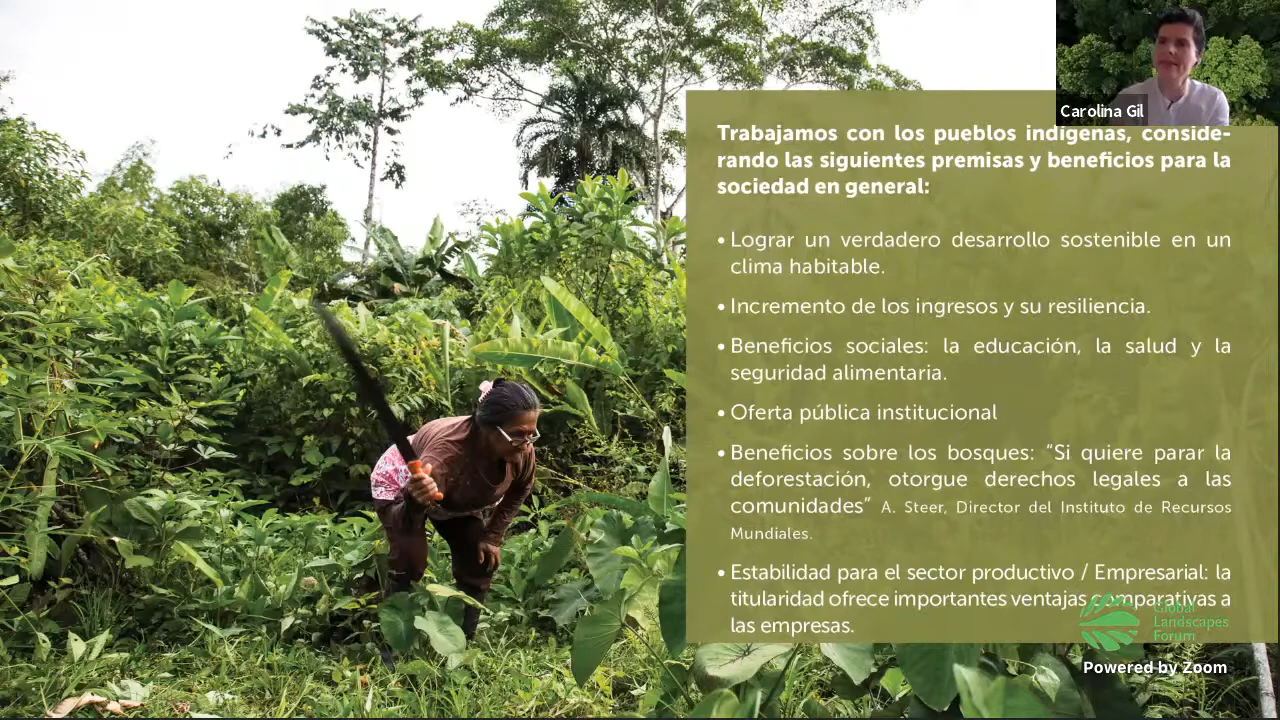 Carolina Gil
Trabajamos con los pueblos indígenas, conside-
rando las siguientes premisas y beneficios para la
sociedad en general:
• Lograr un verdadero desarrollo sostenible en un
clima habitable.
• Incremento de los ingresos y su resiliencia.
• Beneficios sociales: la educación, la salud y la
seguridad alimentaria.
• Oferta pública institucional
• Beneficios sobre los bosques: “Si quiere parar la
deforestación, otorgue derechos legales a las
comunidades” A. Steer, Director del Instituto de Recursos
Mundiales.
• Estabilidad para el sector productivo / Empresarial: la
titularidad ofrece importantes ventajas comparativas a
las empresas.
Global
Landscapes
Forum
Powered by Zoom